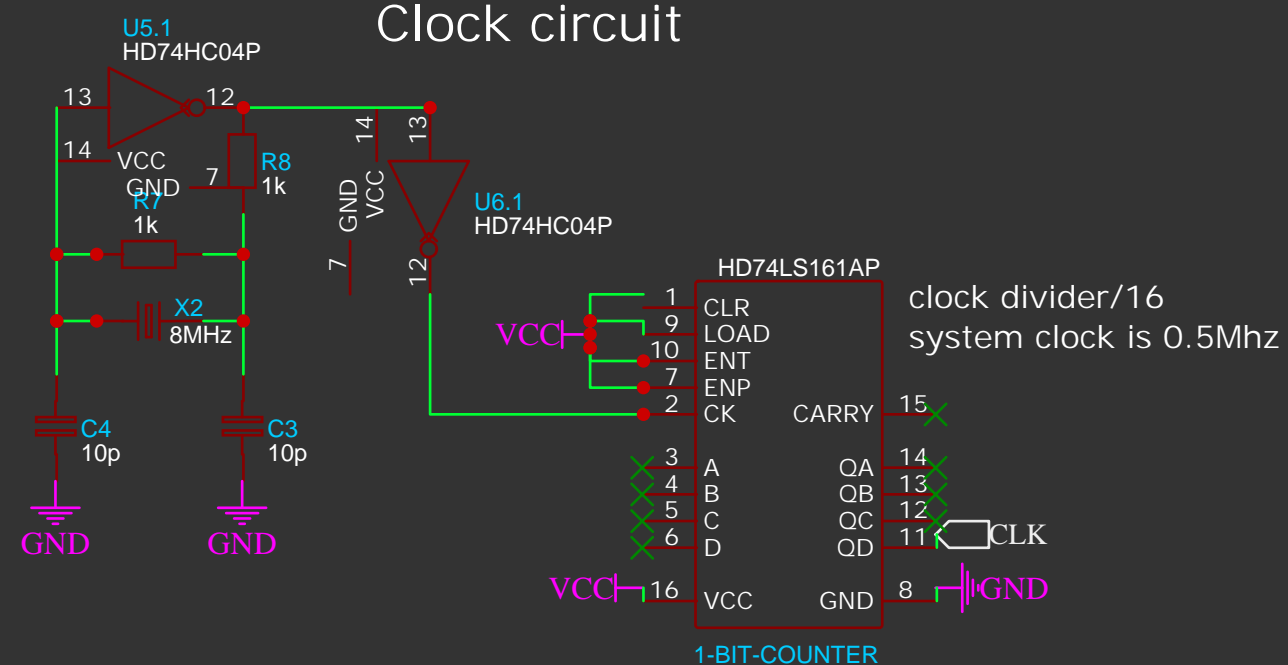 Clock circuit
U5.1
HD74HC04P
13
12
14
VCC
GND
7
R8
1k
R7
1k
X2
8MHz
C4
10p
C3
10p
GND
GND
14
13
GND
VCC
7
12
U6.1
HD74HC04P
HD74LS161AP
clock divider/16
system clock is 0.5Mhz
VCC
1 CLR
9 LOAD
10 ENT
7 ENP
2 CK
CARRY 15
3 A
QA 14
4 B
QB 13
5 C
QC 12
6 D
QD 11
CLK
VCC
16 VCC
GND 8
GND
1-BIT-COUNTER